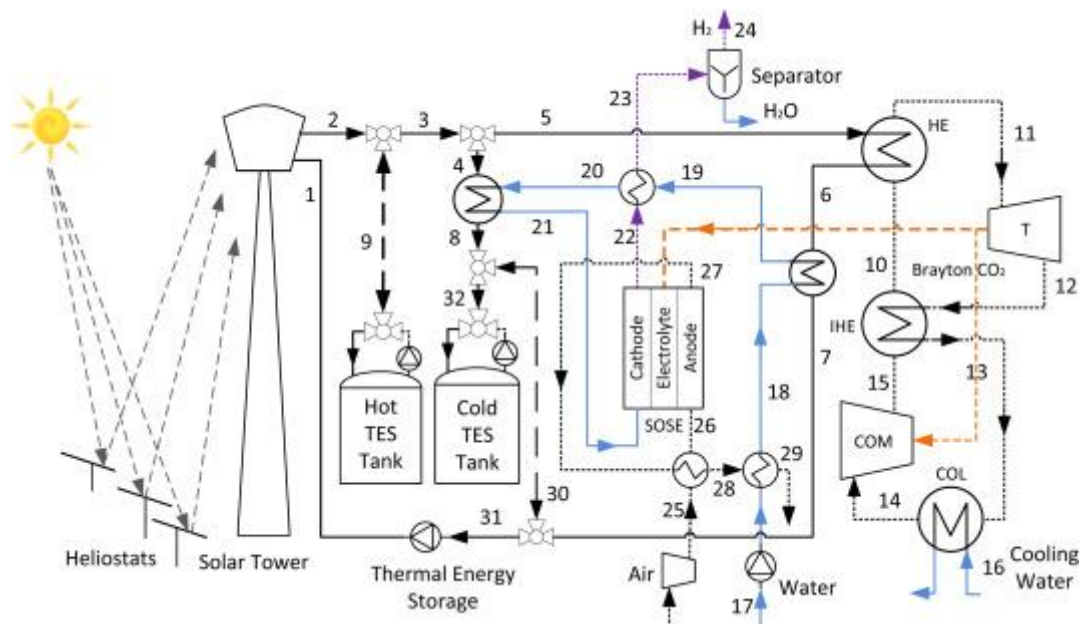 H₂
24
Separator
H₂O
23
2
3
5
HE
11
4
20
19
6
1
9
8
21
22
27
10
T
Brayton CO₂
12
32
Cathode
Electrolyte
Anode
IHE
7
15
13
18
Hot
TES
Tank
Cold
TES
Tank
SOSE
26
COM
28
29
COL
14
30
25
31
Heliostats
Solar Tower
Thermal Energy
Storage
Air
17
Water
16
Cooling
Water